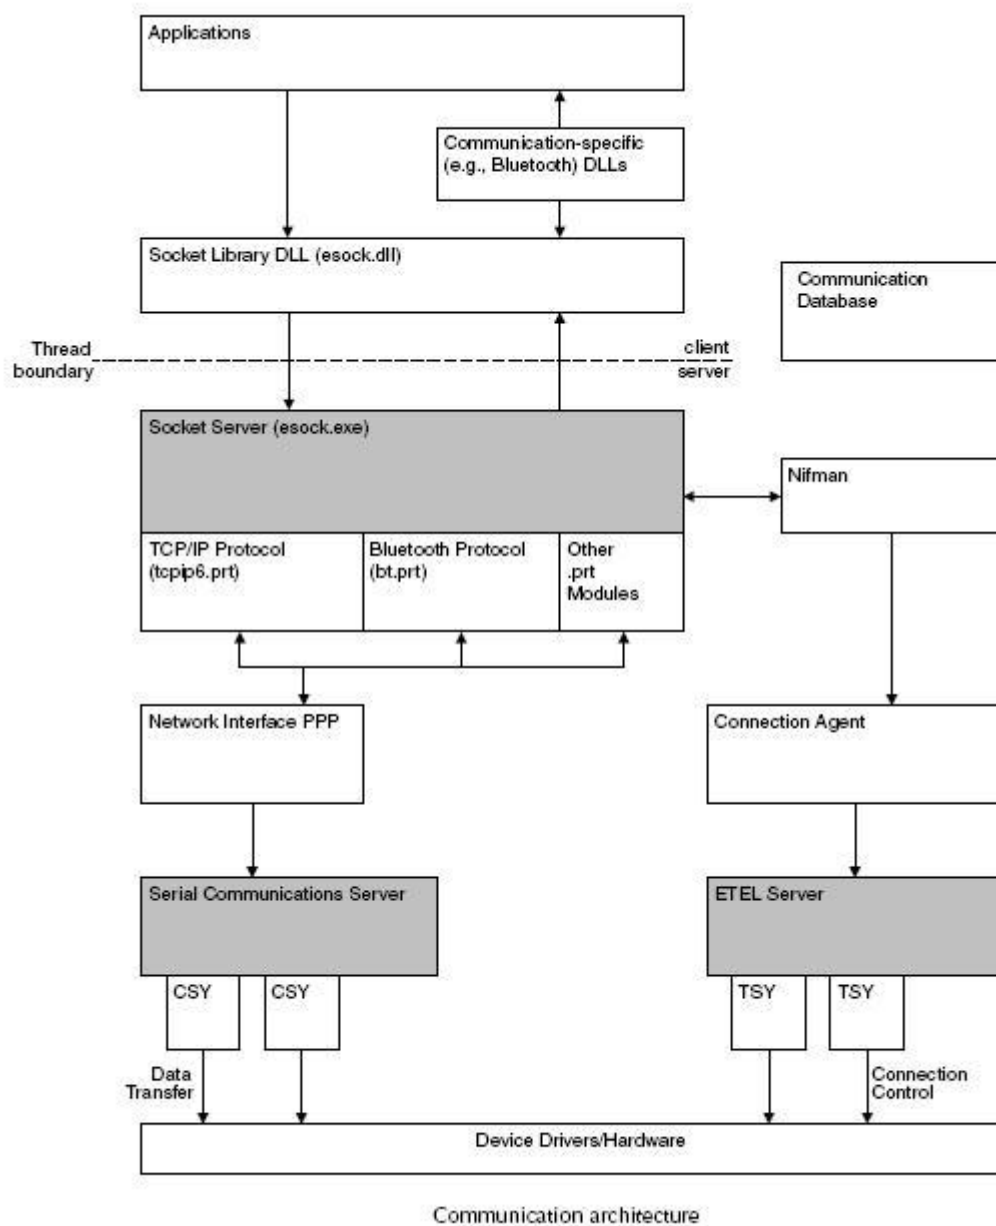 Applications
Communication-specific
(e.g., Bluetooth) DLLs
Socket Library DLL (esock.dll)
Communication
Database
Thread
boundary
client
server
Socket Server (esock.exe)
Nifman
TCP/IP Protocol
(tcpip6.prt)
Bluetooth Protocol
(bt.prt)
Other
.prt
Modules
Network Interface PPP
Connection Agent
Serial Communications Server
ETEL Server
CSY
CSY
TSY
TSY
Data
Transfer
Connection
Control
Device Drivers/Hardware
Communication architecture